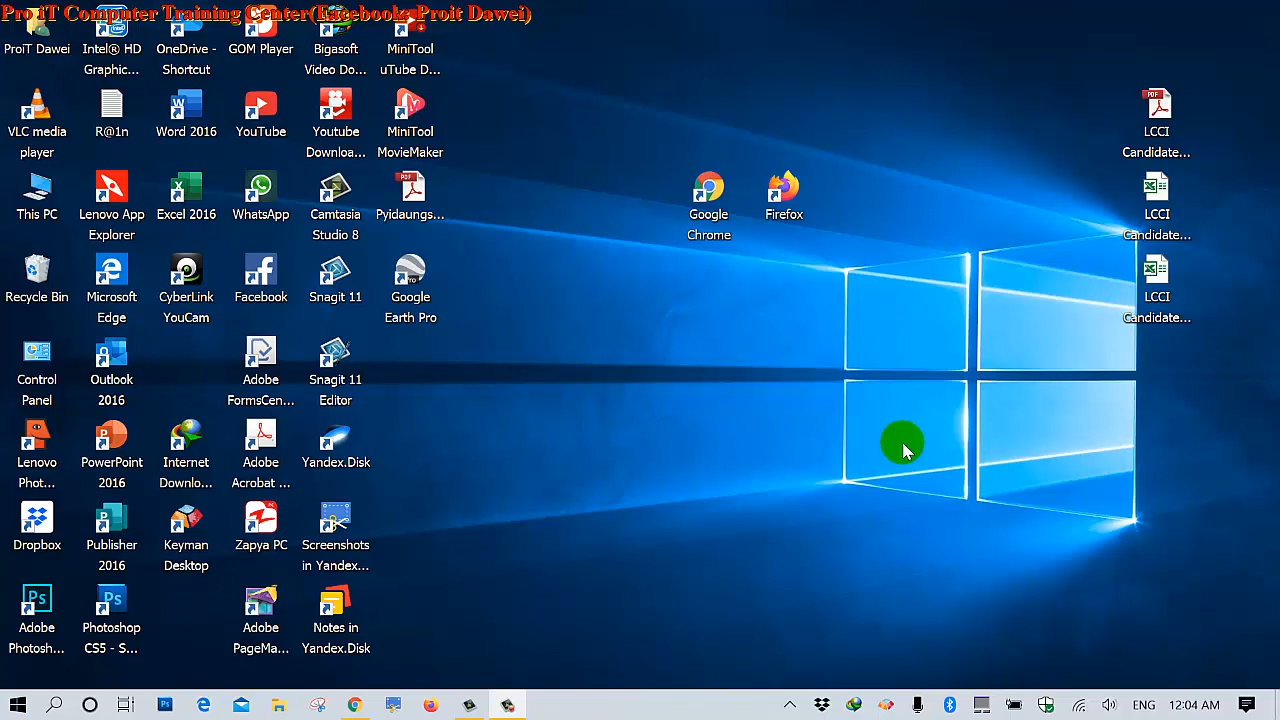 Pro iT Computer Training Center(Facebook: Proit Dawei)
ProiT Dawei
Intel® HD
Graphic...
OneDrive -
Shortcut
GOM Player
Bigasoft
Video Do...
MiniTool
uTube D...
VLC media
player
R@1n
Word 2016
YouTube
Youtube
Downloa...
MiniTool
MovieMaker
This PC
Lenovo App
Explorer
Excel 2016
WhatsApp
Camtasia
Studio 8
PDF
Pyidaungs...
Recycle Bin
Microsoft
Edge
CyberLink
YouCam
Facebook
Snagit 11
Google
Earth Pro
Control
Panel
Outlook
2016
Adobe
FormsCen...
Snagit 11
Editor
Lenovo
Phot...
PowerPoint
2016
Internet
Downlo...
Adobe
Acrobat ...
Yandex.Disk
Dropbox
Publisher
2016
Keyman
Desktop
Zapya PC
Screenshots
in Yandex...
Adobe
Photosh...
Photoshop
CS5 - S...
Adobe
PageMa...
Notes in
Yandex.Disk
Google
Chrome
Firefox
PDF
LCCI
Candidate...
LCCI
Candidate...
LCCI
Candidate...
ENG
12:04 AM